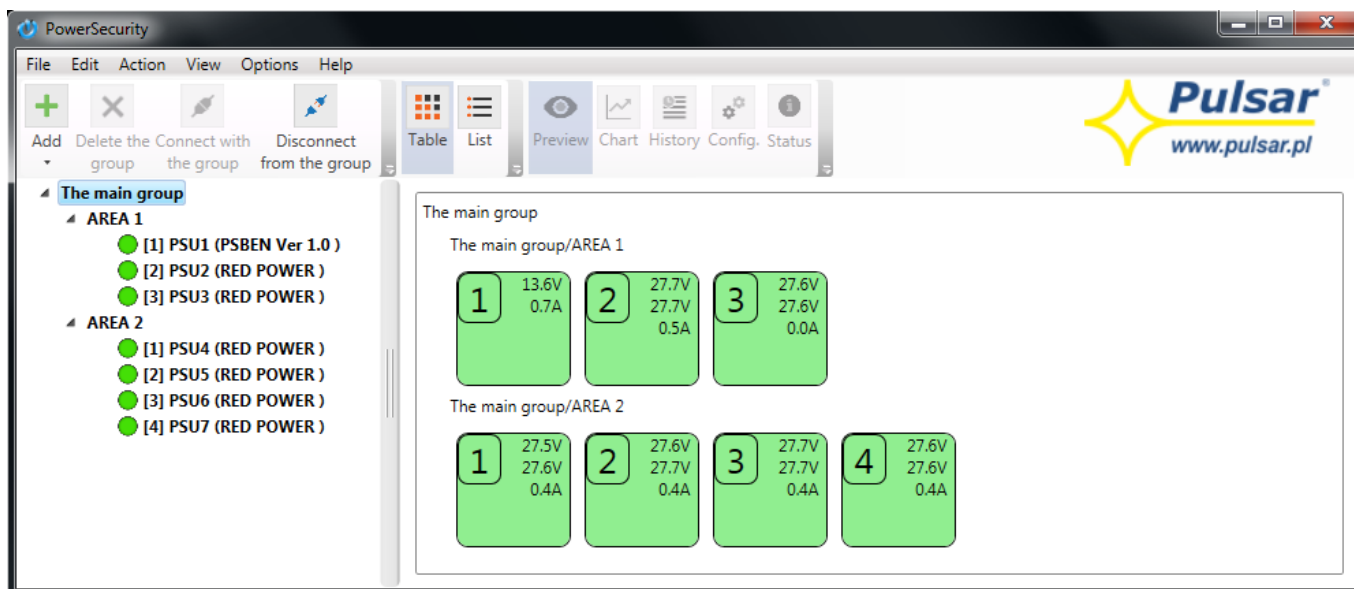 PowerSecurity
File Edit Action View Options Help
Add
Delete the group
Connect with the group
Disconnect from the group
Table
List
Preview
Chart
History
Config.
Status
Pulsar®
www.pulsar.pl
The main group
AREA 1
[1] PSU1 (PSBEN Ver 1.0 )
[2] PSU2 (RED POWER )
[3] PSU3 (RED POWER )
AREA 2
[1] PSU4 (RED POWER )
[2] PSU5 (RED POWER )
[3] PSU6 (RED POWER )
[4] PSU7 (RED POWER )
The main group
The main group/AREA 1
1
13.6V
0.7A
2
27.7V
27.7V
0.5A
3
27.6V
27.6V
0.0A
The main group/AREA 2
1
27.5V
27.6V
0.4A
2
27.6V
27.7V
0.4A
3
27.7V
27.7V
0.4A
4
27.6V
27.6V
0.4A